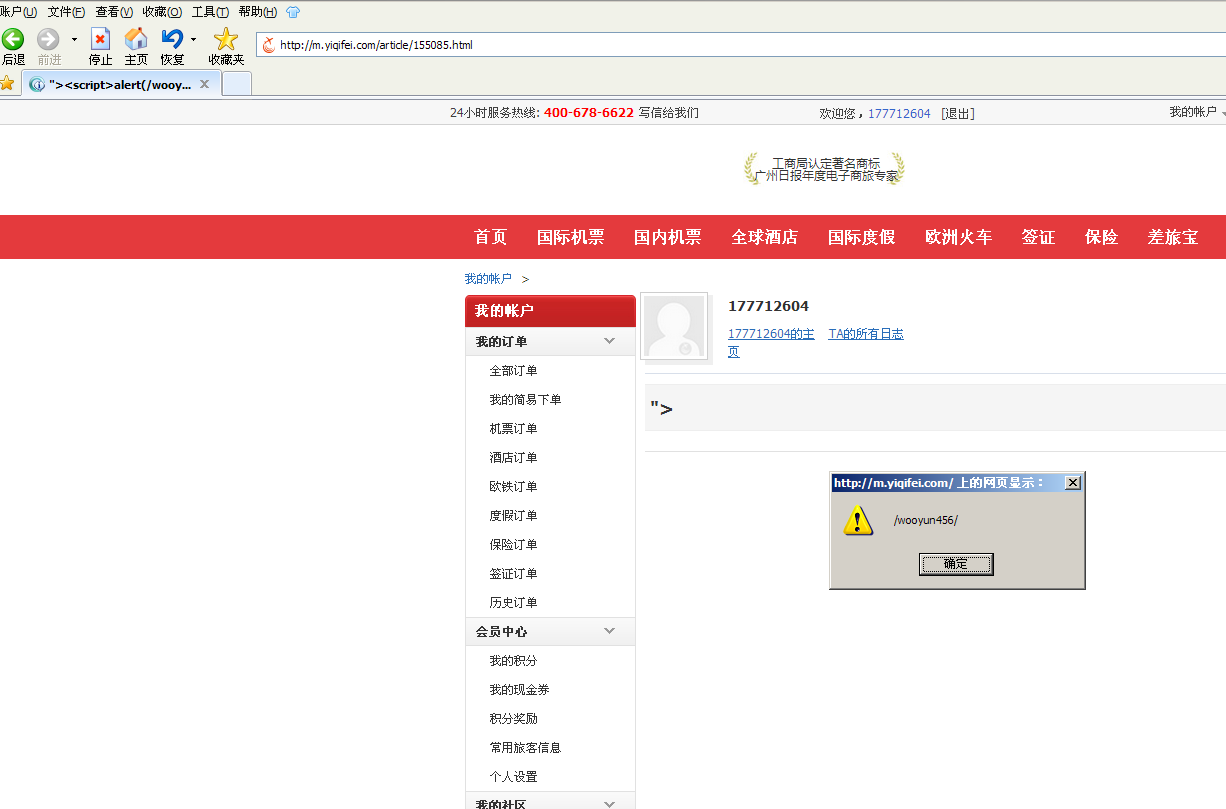 账户(U) 文件(F) 查看(V) 收藏(O) 工具(T) 帮助(H)
后退 前进 停止 主页 恢复 收藏夹
http://m.yiqifei.com/article/155085.html
"><script>alert(/wooy...
24小时服务热线: 400-678-6622 写信给我们 欢迎您，177712604 [退出] 我的帐户
工商局认定著名商标
广州日报年度电子商旅专家
首页 国际机票 国内机票 全球酒店 国际度假 欧洲火车 签证 保险 差旅宝
我的帐户 >
我的帐户
177712604
177712604的主页 TA的所有日志
">
我的订单
全部订单
我的简易下单
机票订单
酒店订单
欧铁订单
度假订单
保险订单
签证订单
历史订单
会员中心
我的积分
我的现金券
积分奖励
常用旅客信息
个人设置
我的社区
http://m.yiqifei.com/ 上的网页显示：
/wooyun456/
确定